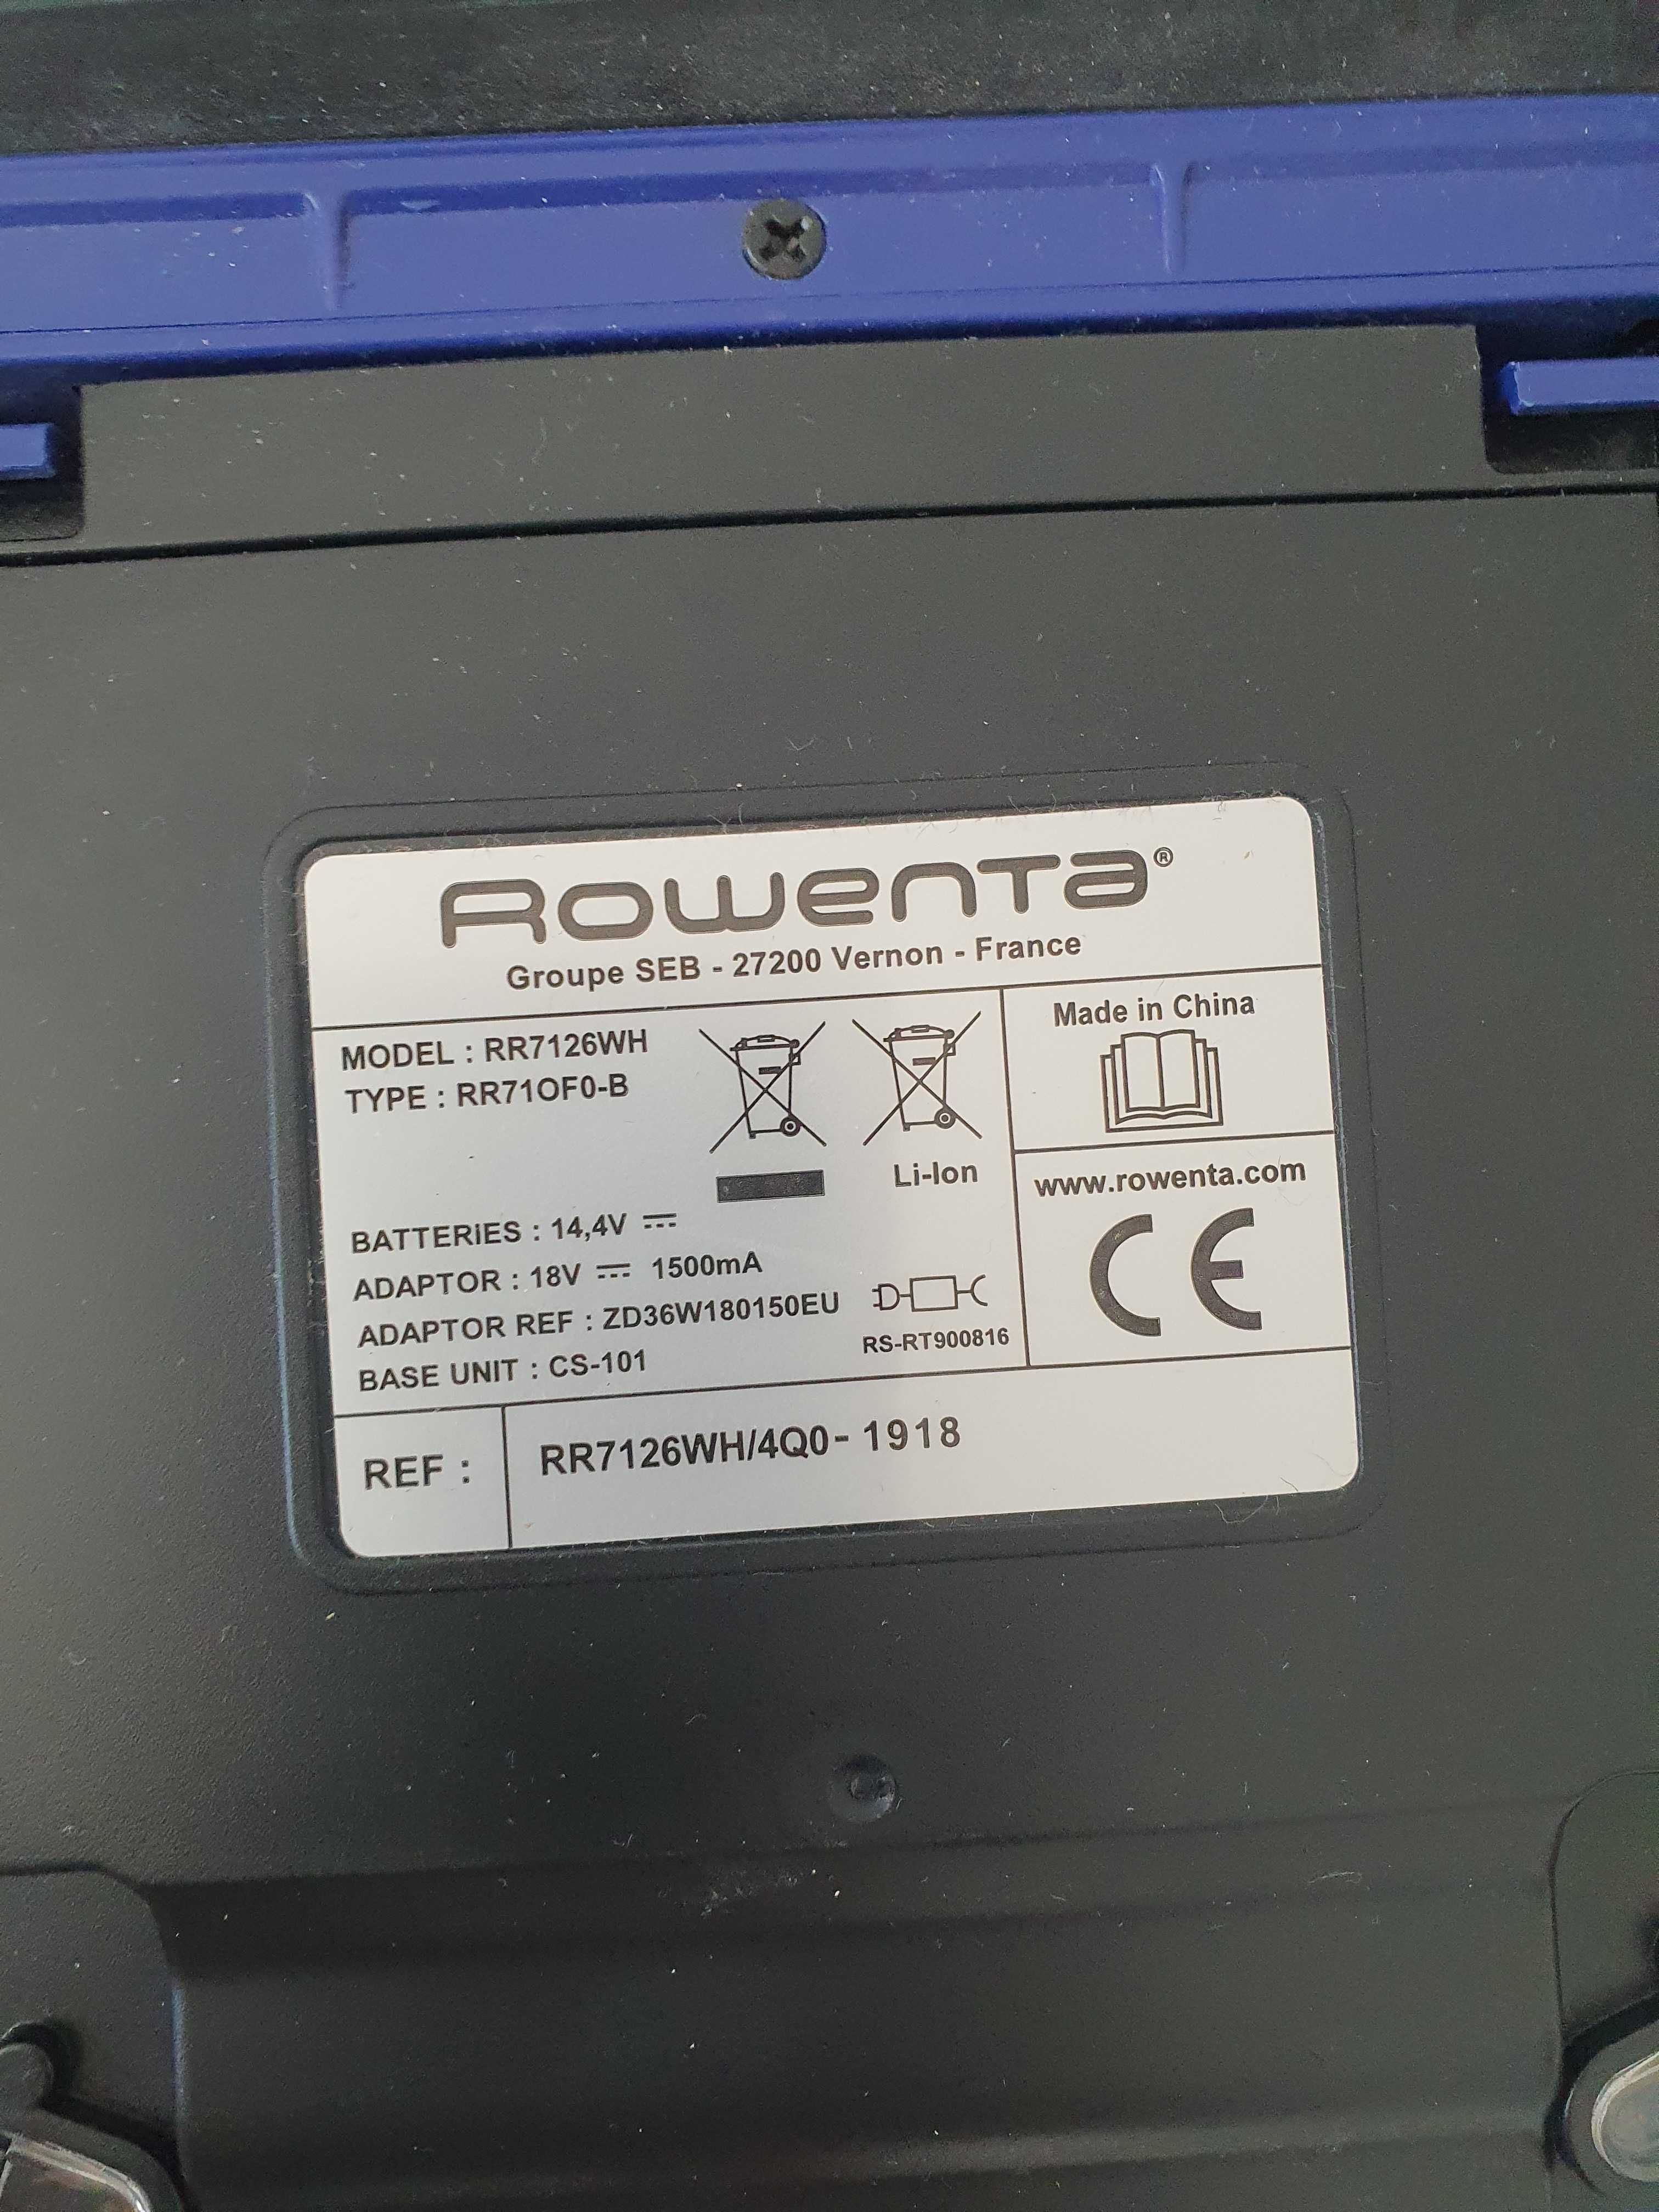 Rowenta®
Groupe SEB - 27200 Vernon - France
MODEL : RR7126WH
TYPE : RR71OF0-B
Li-Ion
BATTERiES : 14,4V
ADAPTOR : 18V 1500mA
ADAPTOR REF : ZD36W180150EU
BASE UNIT : CS-101
RS-RT900816
Made in China
www.rowenta.com
CE
REF : RR7126WH/4Q0- 1918